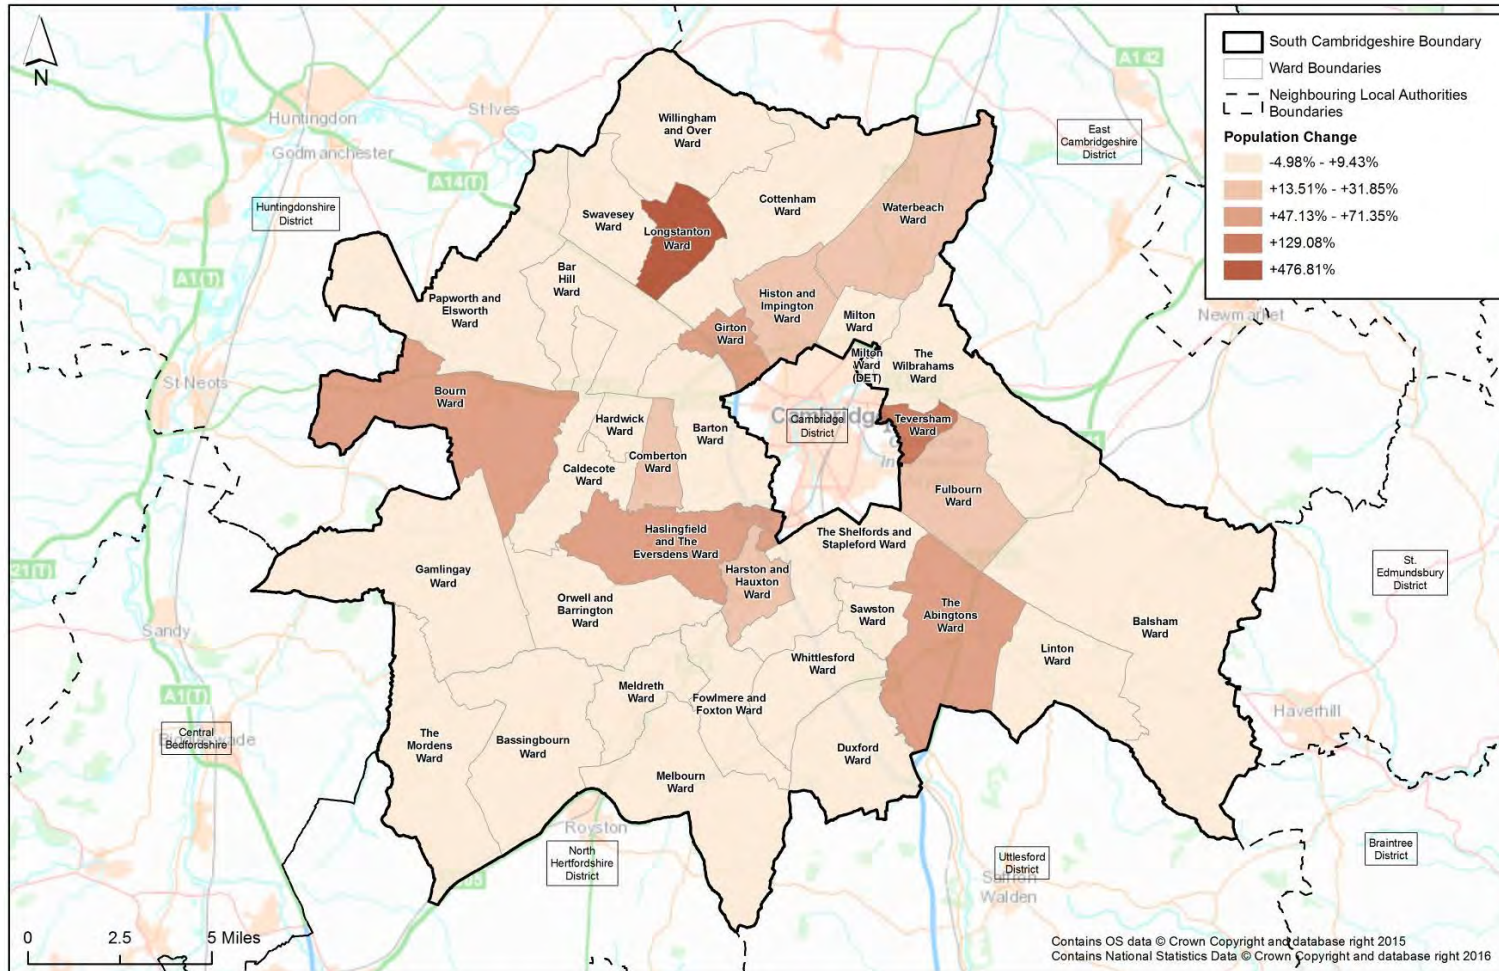 N
South Cambridgeshire Boundary
Ward Boundaries
Neighbouring Local Authorities
Boundaries
Population Change
-4.98% - +9.43%
+13.51% - +31.85%
+47.13% - +71.35%
+129.08%
+476.81%
A142
East
Cambridgeshire
District
St Ives
Huntingdon
Godmanchester
A14(T)
Huntingdonshire
District
A1(T)
Willingham
and Over
Ward
Cottenham
Ward
Waterbeach
Ward
Swavesey
Ward
Longstanton
Ward
Bar
Hill
Ward
Papworth and
Elsworth
Ward
Histon and
Impington
Ward
Girton
Ward
Milton
Ward
Milton
Ward
(DET)
The
Wilbrahams
Ward
Newmarket
St Neots
Bourn
Ward
Hardwick
Ward
Barton
Ward
Cambridge
District
Teversham
Ward
Comberton
Ward
Caldecote
Ward
Fulbourn
Ward
Haslingfield
and The
Eversdens Ward
The Shelfords and
Stapleford Ward
Harston and
Hauxton
Ward
21(T)
Gamlingay
Ward
Orwell and
Barrington
Ward
Sawston
Ward
The
Abingtons
Ward
Balsham
Ward
St.
Edmundsbury
District
Sandy
Linton
Ward
Whittlesford
Ward
Meldreth
Ward
Fowlmere and
Foxton Ward
A1(T)
Haverhill
Central
Bedfordshire
The
Mordens
Ward
Bassingbourn
Ward
Duxford
Ward
Melbourn
Ward
Royston
North
Hertfordshire
District
Uttlesford
District
Saffron
Walden
Braintree
District
0 2.5 5 Miles
Contains OS data © Crown Copyright and database right 2015
Contains National Statistics Data © Crown Copyright and database right 2016